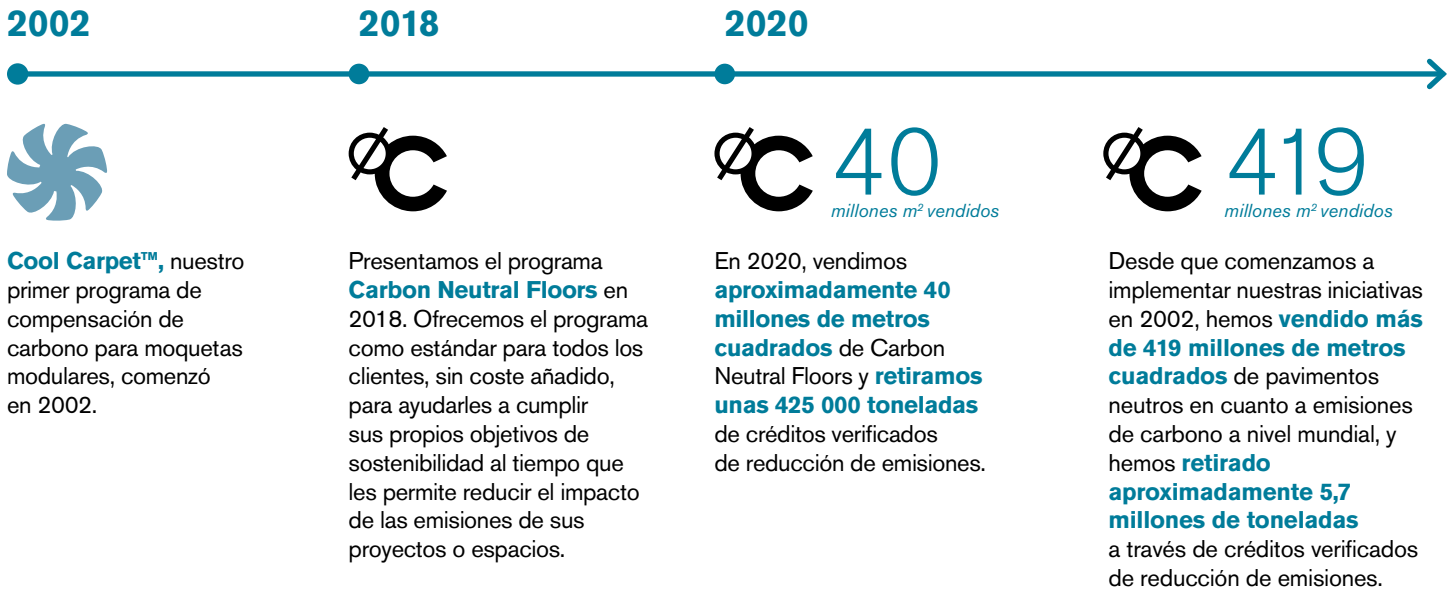 2002
2018
2020
Cool Carpet™, nuestro
primer programa de
compensación de
carbono para moquetas
modulares, comenzó
en 2002.
Presentamos el programa
Carbon Neutral Floors en
2018. Ofrecemos el programa
como estándar para todos los
clientes, sin coste añadido,
para ayudarles a cumplir
sus propios objetivos de
sostenibilidad al tiempo que
les permite reducir el impacto
de las emisiones de sus
proyectos o espacios.
40
millones m² vendidos
En 2020, vendimos
aproximadamente 40
millones de metros
cuadrados de Carbon
Neutral Floors y retiramos
unas 425 000 toneladas
de créditos verificados
de reducción de emisiones.
419
millones m² vendidos
Desde que comenzamos a
implementar nuestras iniciativas
en 2002, hemos vendido más
de 419 millones de metros
cuadrados de pavimentos
neutros en cuanto a emisiones
de carbono a nivel mundial, y
hemos retirado
aproximadamente 5,7
millones de toneladas
a través de créditos verificados
de reducción de emisiones.